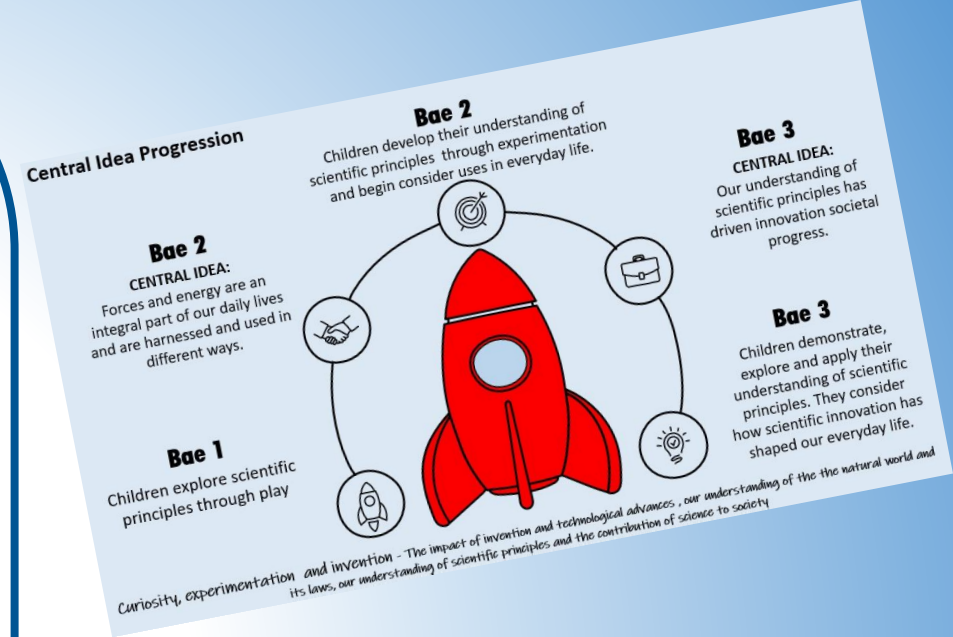 Central Idea Progression
Bae 2
Children develop their understanding of
scientific principles through experimentation
and begin consider uses in everyday life.
Bae 3
CENTRAL IDEA:
Our understanding of
scientific principles has
driven innovation societal
progress.
Bae 2
CENTRAL IDEA:
Forces and energy are an
integral part of our daily lives
and are harnessed and used in
different ways.
Bae 3
Children demonstrate,
explore and apply their
understanding of scientific
principles. They consider
how scientific innovation has
shaped our everyday life.
Bae 1
Children explore scientific
principles through play
Curiosity, experimentation and invention - The impact of invention and technological advances , our understanding of the the natural world and
its laws, our understanding of scientific principles and the contribution of science to society